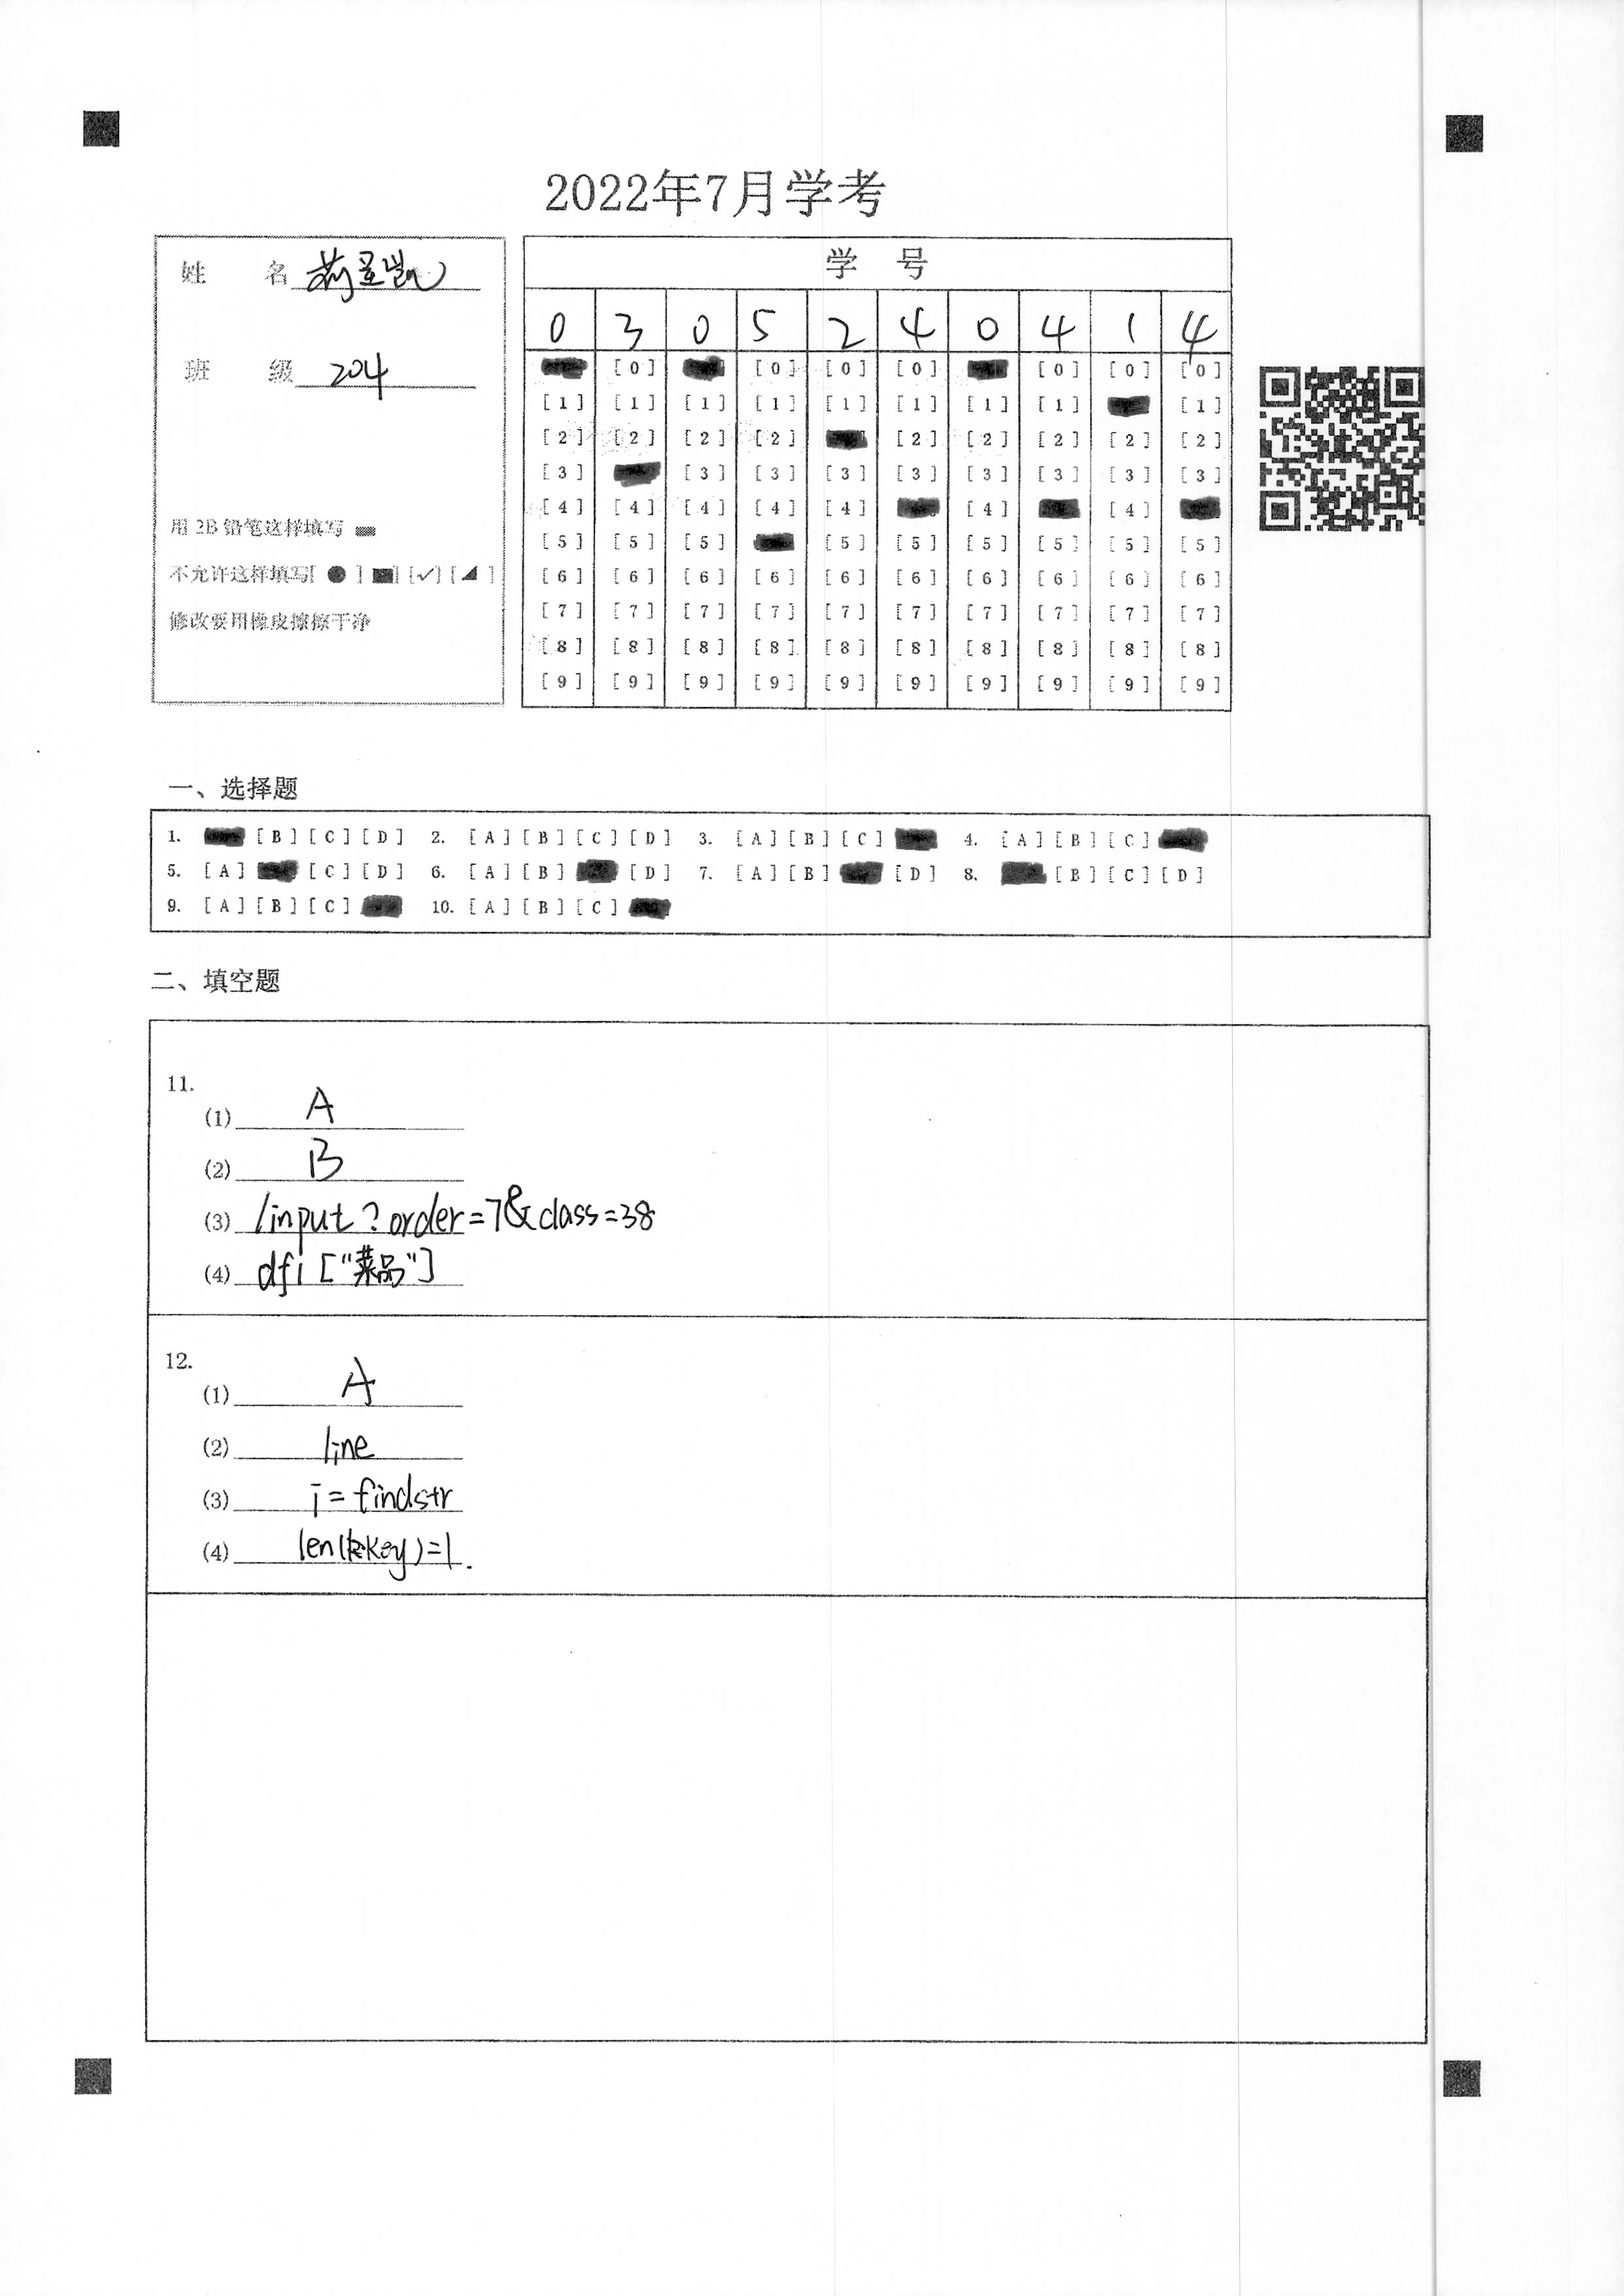 2022年7月学考
姓 名
班 级 204
用2B铅笔这样填写
不允许这样填写[ ● ] [■] [✓] [◢ ]
修改要用橡皮擦擦干净
学 号
0 3 0 5 2 4 0 4 1 4
[0] [0] [0] [0] [0] [0] [0]
[1] [1] [1] [1] [1] [1] [1] [1] [1]
[2] [2] [2] [2] [2] [2] [2] [2] [2]
[3] [3] [3] [3] [3] [3] [3] [3] [3]
[4] [4] [4] [4] [4] [4] [4]
[5] [5] [5] [5] [5] [5] [5] [5] [5]
[6] [6] [6] [6] [6] [6] [6] [6] [6] [6]
[7] [7] [7] [7] [7] [7] [7] [7] [7] [7]
[8] [8] [8] [8] [8] [8] [8] [8] [8] [8]
[9] [9] [9] [9] [9] [9] [9] [9] [9] [9]
一、选择题
1. [B] [C] [D] 2. [A] [B] [C] [D] 3. [A] [B] [C] 4. [A] [B] [C]
5. [A] [C] [D] 6. [A] [B] [D] 7. [A] [B] [D] 8. [B] [C] [D]
9. [A] [B] [C] 10. [A] [B] [C]
二、填空题
11.
(1) A
(2) B
(3) /input?order=7&class=38
(4) df1["菜品"]
12.
(1) A
(2) line
(3) i=findstr
(4) len(key)=1.